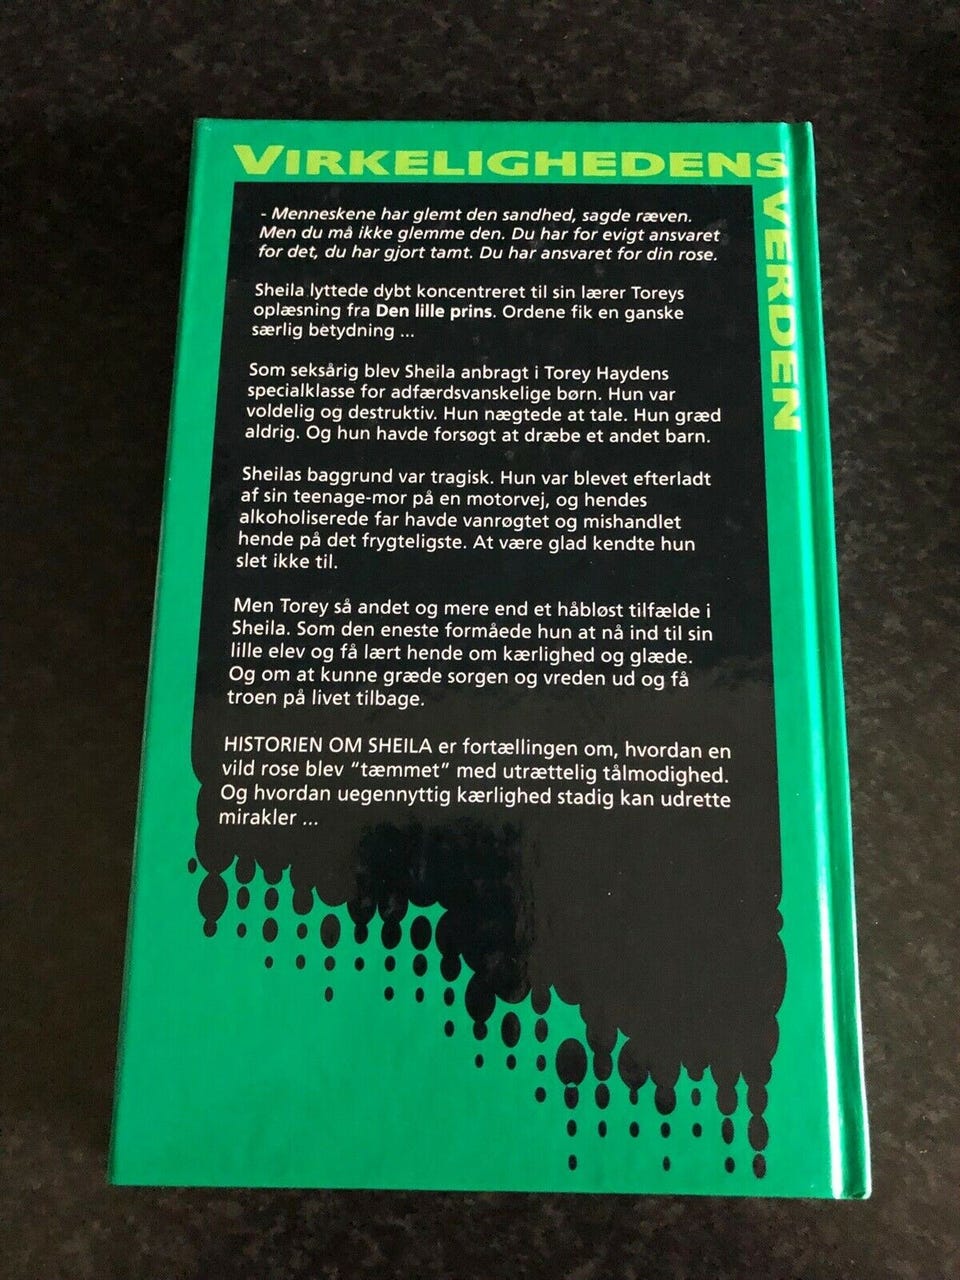 VIRKELIGHEDENS
VERDEN
- Menneskene har glemt den sandhed, sagde ræven.
Men du må ikke glemme den. Du har for evigt ansvaret
for det, du har gjort tamt. Du har ansvaret for din rose.
Sheila lyttede dybt koncentreret til sin lærer Toreys
oplæsning fra Den lille prins. Ordene fik en ganske
særlig betydning ...
Som seksårig blev Sheila anbragt i Torey Haydens
specialklasse for adfærdsvanskelige børn. Hun var
voldelig og destruktiv. Hun nægtede at tale. Hun græd
aldrig. Og hun havde forsøgt at dræbe et andet barn.
Sheilas baggrund var tragisk. Hun var blevet efterladt
af sin teenage-mor på en motorvej, og hendes
alkoholiserede far havde vanrøgtet og mishandlet
hende på det frygteligste. At være glad kendte hun
slet ikke til.
Men Torey så andet og mere end et håbløst tilfælde i
Sheila. Som den eneste formåede hun at nå ind til sin
lille elev og få lært hende om kærlighed og glæde.
Og om at kunne græde sorgen og vreden ud og få
troen på livet tilbage.
HISTORIEN OM SHEILA er fortællingen om, hvordan en
vild rose blev “tæmmet” med utrættelig tålmodighed.
Og hvordan uegennyttig kærlighed stadig kan udrette
mirakler ...